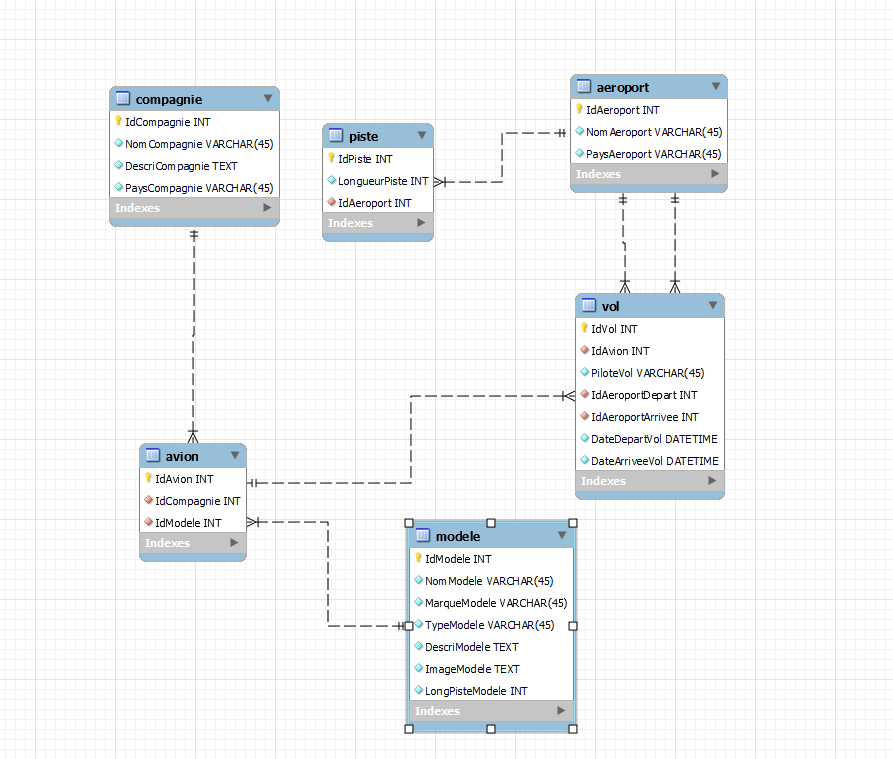 compagnie
IdCompagnie INT
NomCompagnie VARCHAR(45)
DescriCompagnie TEXT
PaysCompagnie VARCHAR(45)
Indexes
piste
IdPiste INT
LongueurPiste INT
IdAeroport INT
Indexes
aeroport
IdAeroport INT
NomAeroport VARCHAR(45)
PaysAeroport VARCHAR(45)
Indexes
vol
IdVol INT
IdAvion INT
PiloteVol VARCHAR(45)
IdAeroportDepart INT
IdAeroportArrivee INT
DateDepartVol DATETIME
DateArriveeVol DATETIME
Indexes
avion
IdAvion INT
IdCompagnie INT
IdModele INT
Indexes
modele
IdModele INT
NomModele VARCHAR(45)
MarqueModele VARCHAR(45)
TypeModele VARCHAR(45)
DescriModele TEXT
ImageModele TEXT
LongPisteModele INT
Indexes